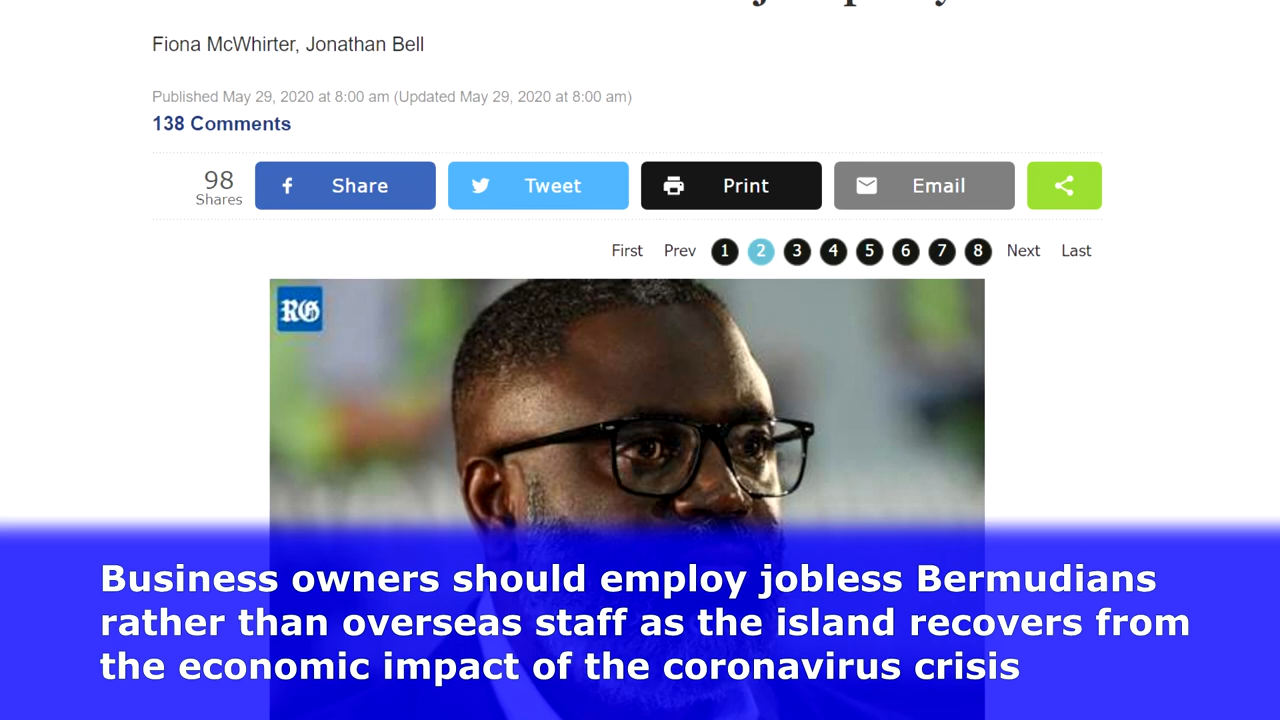 Fiona McWhirter, Jonathan Bell
Published May 29, 2020 at 8:00 am (Updated May 29, 2020 at 8:00 am)
138 Comments
98
Shares
Share
Tweet
Print
Email
First Prev 1 2 3 4 5 6 7 8 Next Last
RG
Business owners should employ jobless Bermudians
rather than overseas staff as the island recovers from
the economic impact of the coronavirus crisis